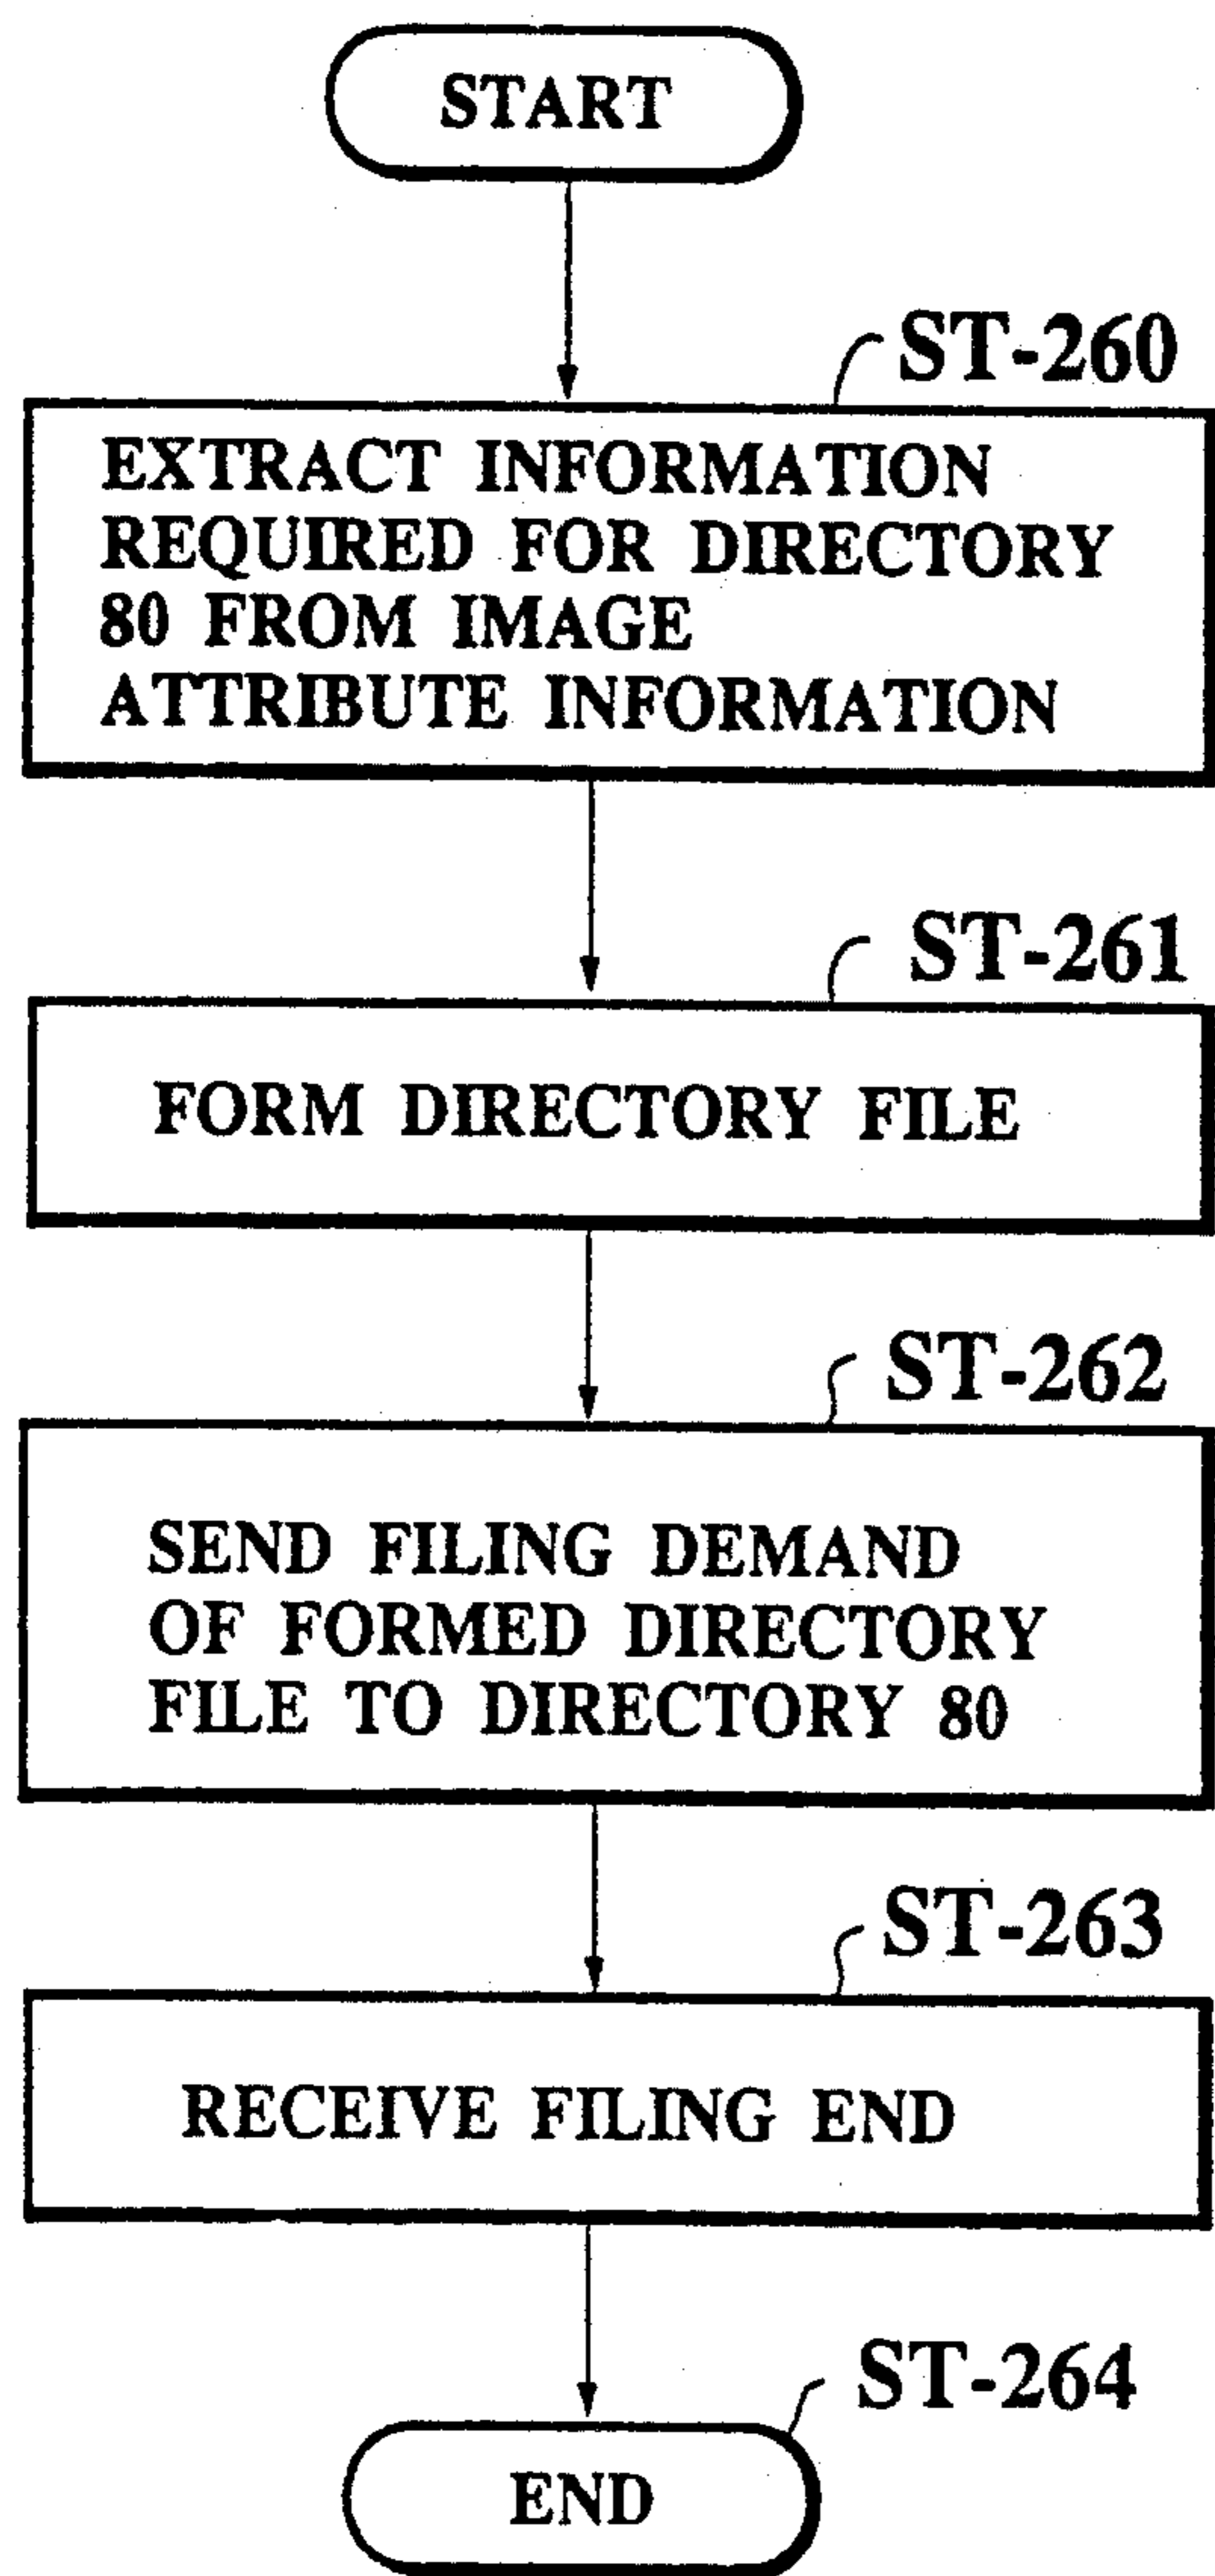 START
ST-260
EXTRACT INFORMATION
REQUIRED FOR DIRECTORY
80 FROM IMAGE
ATTRIBUTE INFORMATION
ST-261
FORM DIRECTORY FILE
ST-262
SEND FILING DEMAND
OF FORMED DIRECTORY
FILE TO DIRECTORY 80
ST-263
RECEIVE FILING END
ST-264
END